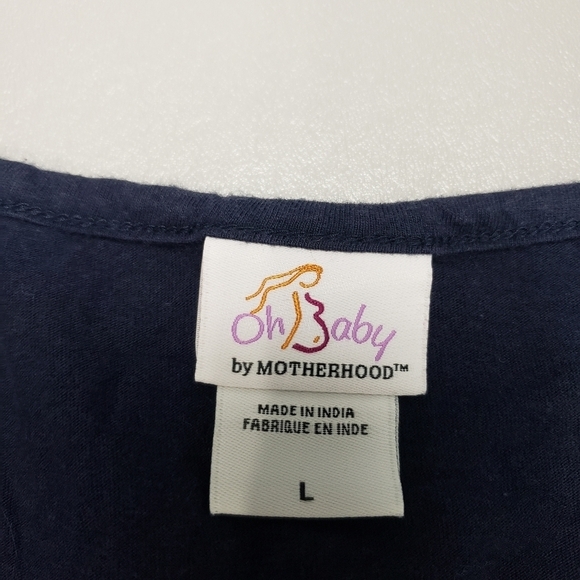 Oh Baby
by MOTHERHOOD™
MADE IN INDIA
FABRIQUE EN INDE
L